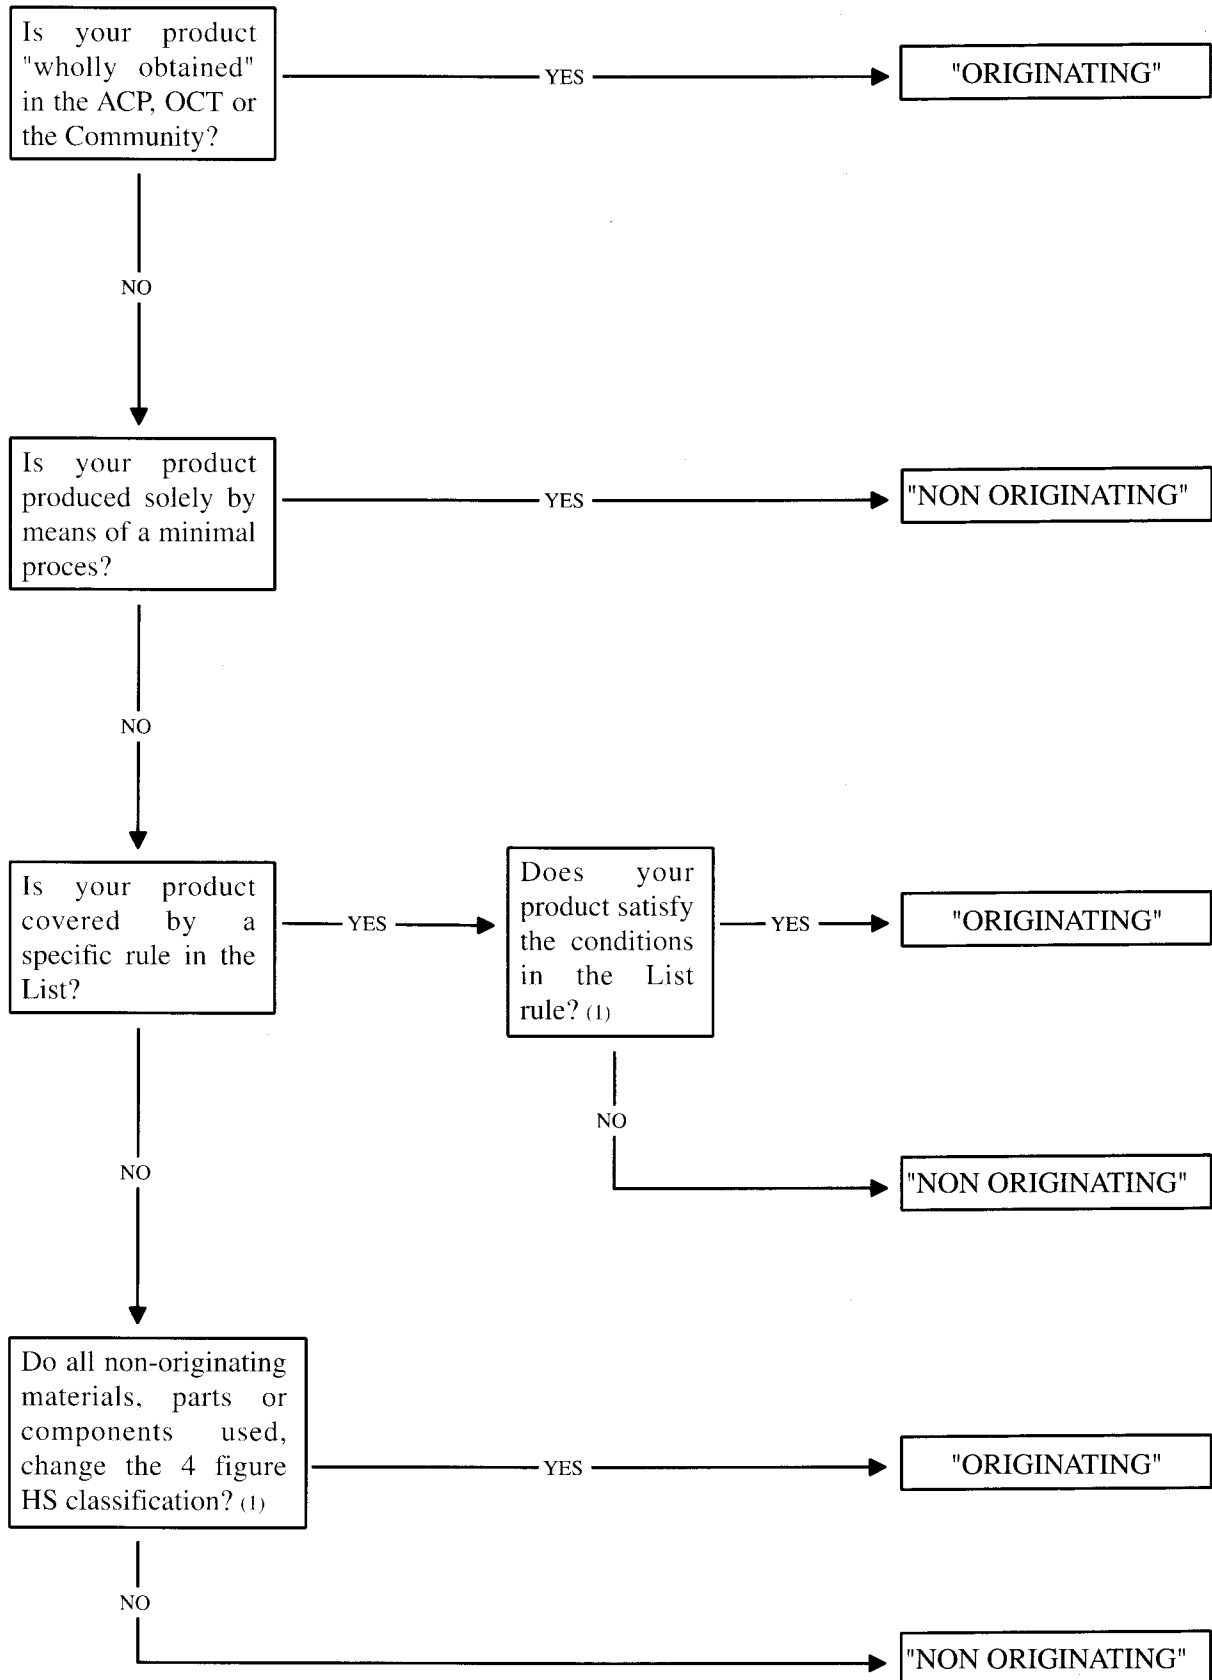 Is your product
"wholly obtained"
in the ACP, OCT or
the Community?
YES
"ORIGINATING"
NO
Is your product
produced solely by
means of a minimal
proces?
YES
"NON ORIGINATING"
NO
Is your product
covered by a
specific rule in the
List?
YES
Does your
product satisfy
the conditions
in the List
rule? (1)
YES
"ORIGINATING"
NO
"NON ORIGINATING"
NO
Do all non-originating
materials, parts or
components used,
change the 4 figure
HS classification? (1)
YES
"ORIGINATING"
NO
"NON ORIGINATING"